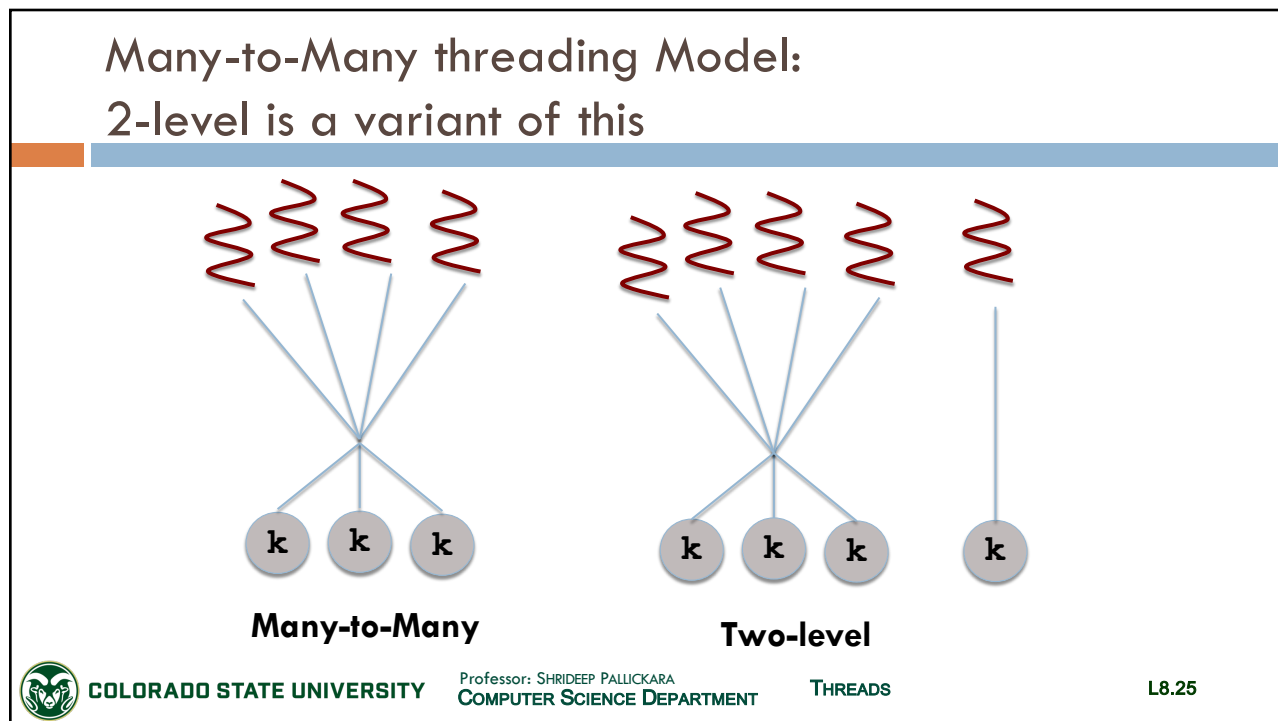 Many-to-Many threading Model:
2-level is a variant of this
k k k k k k k
Many-to-Many
Two-level
COLORADO STATE UNIVERSITY
Professor: SHRIDEEP PALLICKARA
COMPUTER SCIENCE DEPARTMENT
THREADS
L8.25